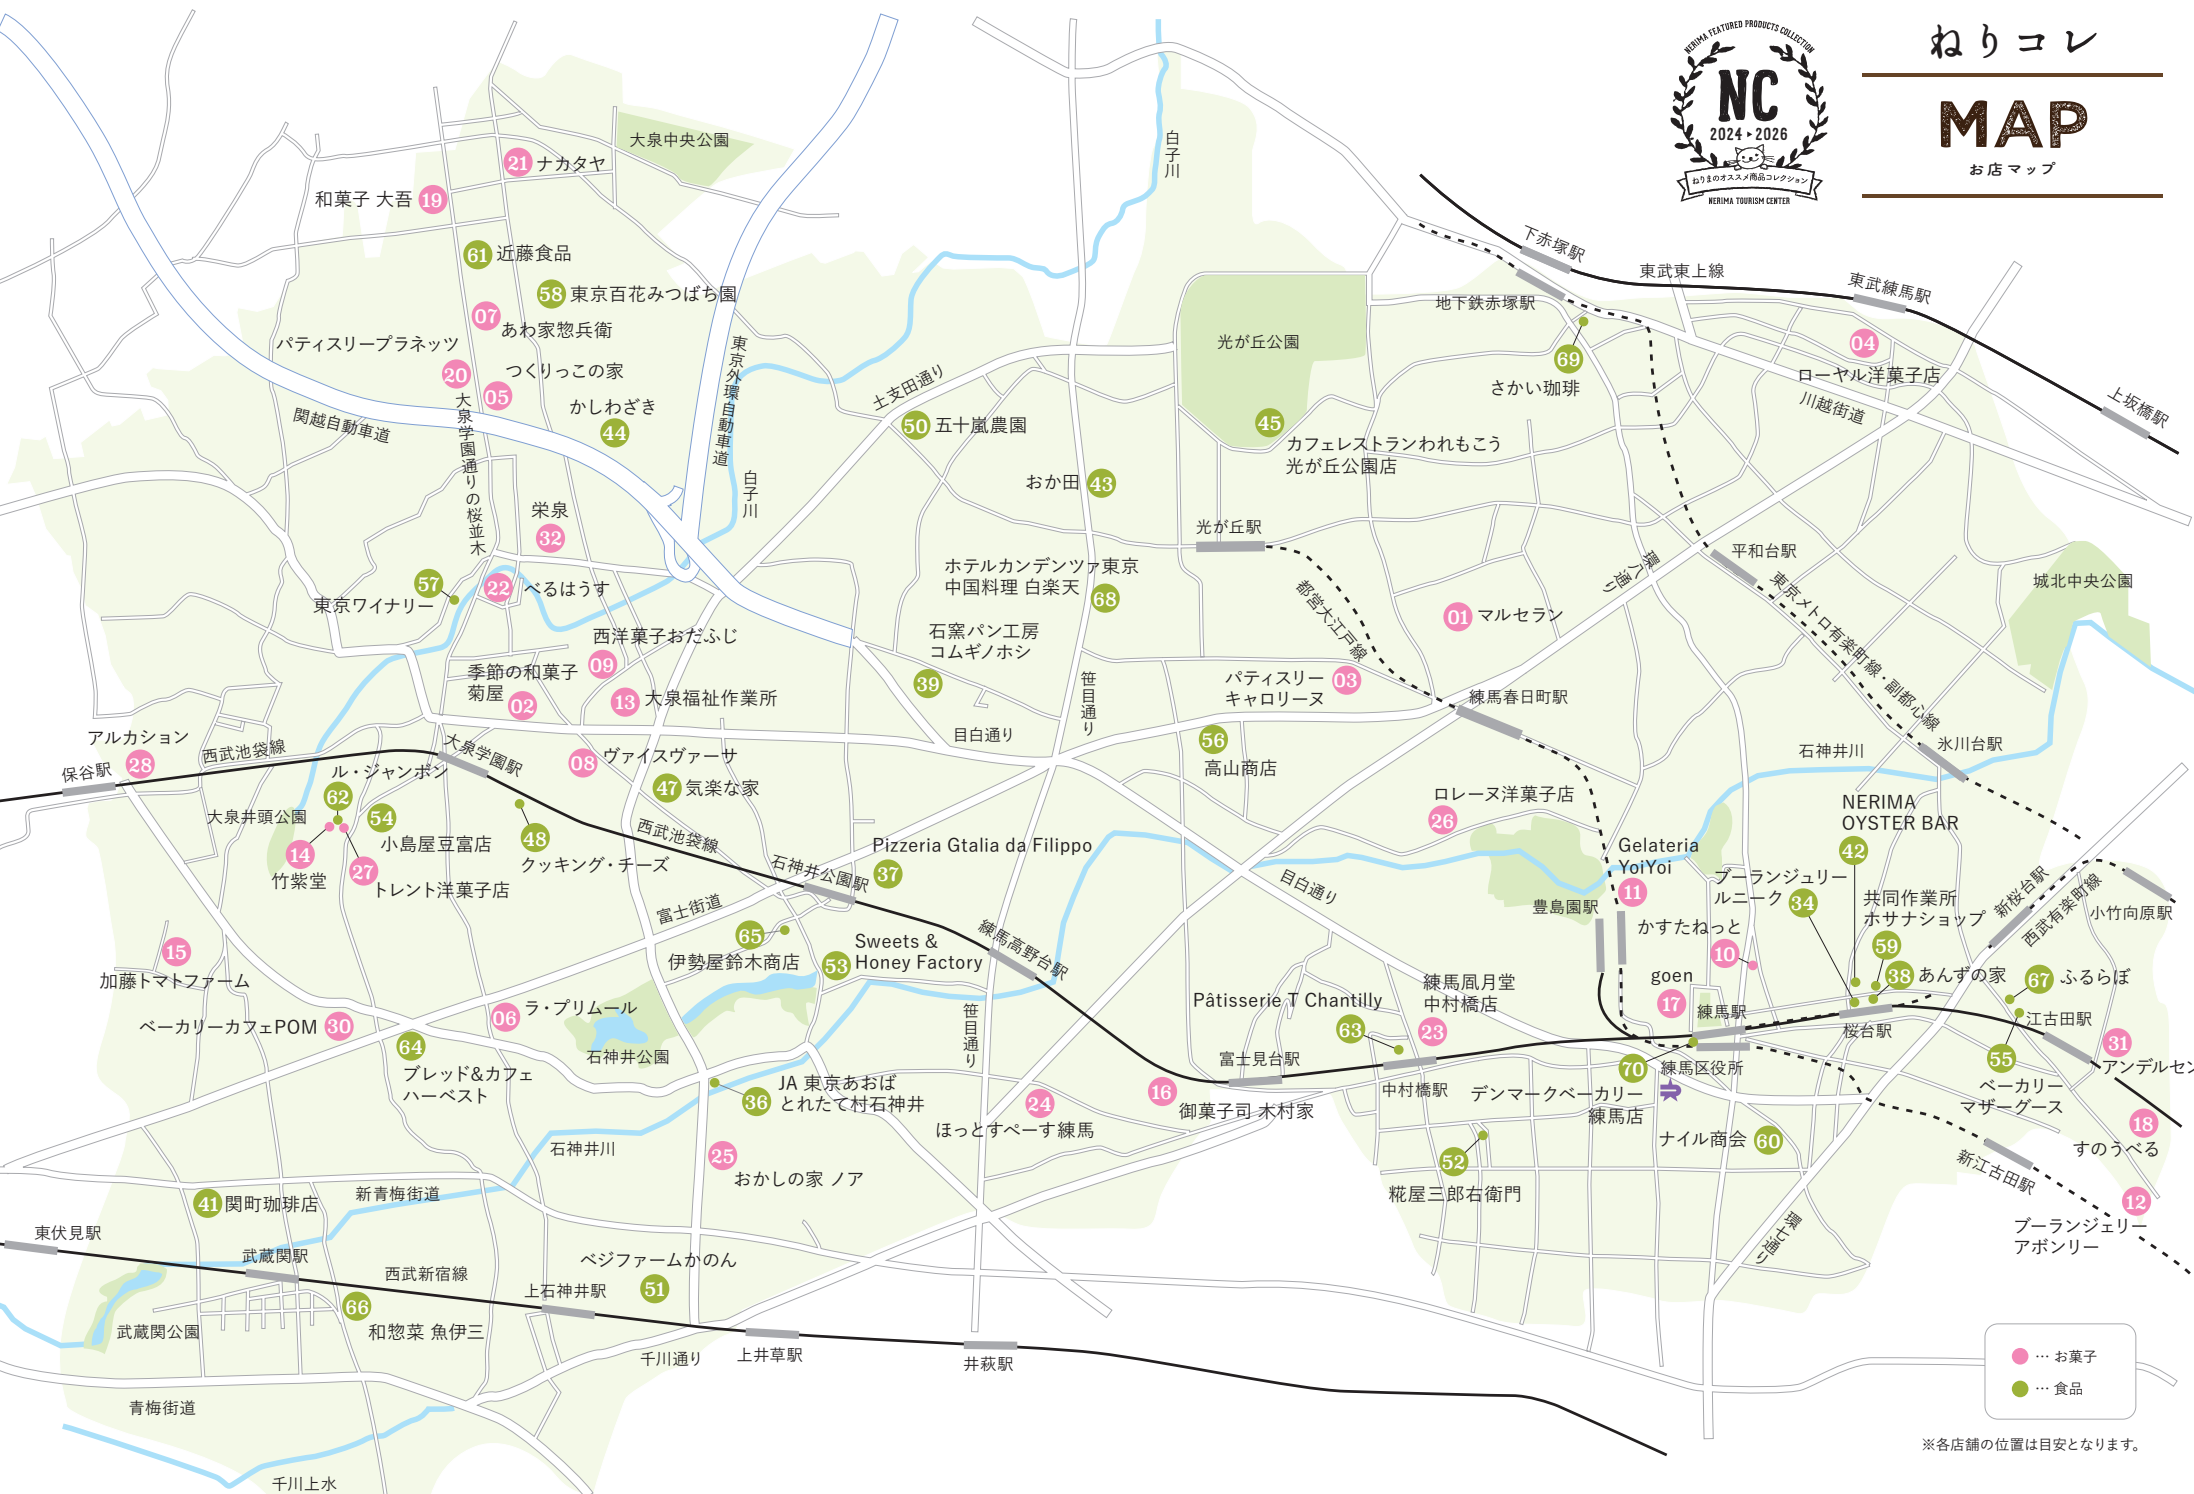 NERIMA FEATURED PRODUCTS COLLECTION
NC
2024▸2026
ねりまのオススメ商品コレクション
NERIMA TOURISM CENTER
ねりコレ
MAP
お店マップ
大泉中央公園
21 ナカタヤ
和菓子 大吾 19
61 近藤食品
58 東京百花みつばち園
07
あわ家惣兵衛
パティスリープラネッツ
20
つくりっこの家
05
かしわざき
44
関越自動車道
大泉学園通りの桜並木
東京外環自動車道
白子川
白子川
土支田通り
50 五十嵐農園
おか田 43
光が丘公園
45
カフェレストランわれもこう
光が丘公園店
光が丘駅
下赤塚駅
地下鉄赤塚駅
東武東上線
東武練馬駅
上坂橋駅
69
さかい珈琲
04
ローヤル洋菓子店
川越街道
栄泉
32
57
東京ワイナリー
22 べるはうす
西洋菓子おだふじ
09
季節の和菓子
菊屋
02
13 大泉福祉作業所
ホテルカンデンツァ東京
中国料理 白楽天
68
石窯パン工房
コムギノホシ
39
笹目通り
目白通り
都営大江戸線
01 マルセラン
環八通り
平和台駅
東京メトロ有楽町線・副都心線
城北中央公園
パティスリー
キャロリーヌ
03
練馬春日町駅
56
高山商店
石神井川
氷川台駅
アルカション
28
保谷駅
西武池袋線
大泉学園駅
ル・ジャンボン
62
大泉井頭公園
54
小島屋豆富店
14
竹紫堂
27
トレント洋菓子店
08 ヴァイスヴァーサ
47 気楽な家
48
クッキング・チーズ
西武池袋線
石神井公園駅
Pizzeria Gtalia da Filippo
37
富士街道
ロレーヌ洋菓子店
26
Gelateria
YoiYoi
11
豊島園駅
目白通り
NERIMA
OYSTER BAR
42
ブーランジュリー
ルニーク 34
共同作業所
ホサナショップ
59
38 あんずの家
新桜台駅
西武有楽町線
小竹向原駅
かすたねっと
10
goen
17
練馬駅
桜台駅
67 ふるらぼ
江古田駅
31
アンデルセン
55
ベーカリー
マザーグース
18
すのうべる
12
ブーランジェリー
アボンリー
新江古田駅
15
加藤トマトファーム
ベーカリーカフェPOM 30
64
ブレッド&カフェ
ハーベスト
06 ラ・プリムール
65
伊勢屋鈴木商店
53
Sweets &
Honey Factory
練馬高野台駅
石神井公園
36
JA 東京あおば
とれたて村石神井
笹目通り
24
ほっとすぺーす練馬
16
御菓子司 木村家
富士見台駅
Pâtisserie T Chantilly
63
練馬凮月堂
中村橋店
23
中村橋駅
デンマークベーカリー
練馬店
70
練馬区役所
ナイル商会 60
52
糀屋三郎右衛門
環七通り
石神井川
25
おかしの家 ノア
新青梅街道
41 関町珈琲店
東伏見駅
武蔵関駅
西武新宿線
ベジファームかのん
51
上石神井駅
66
和惣菜 魚伊三
武蔵関公園
千川通り
上井草駅
井荻駅
青梅街道
千川上水
… お菓子
… 食品
※各店舗の位置は目安となります。